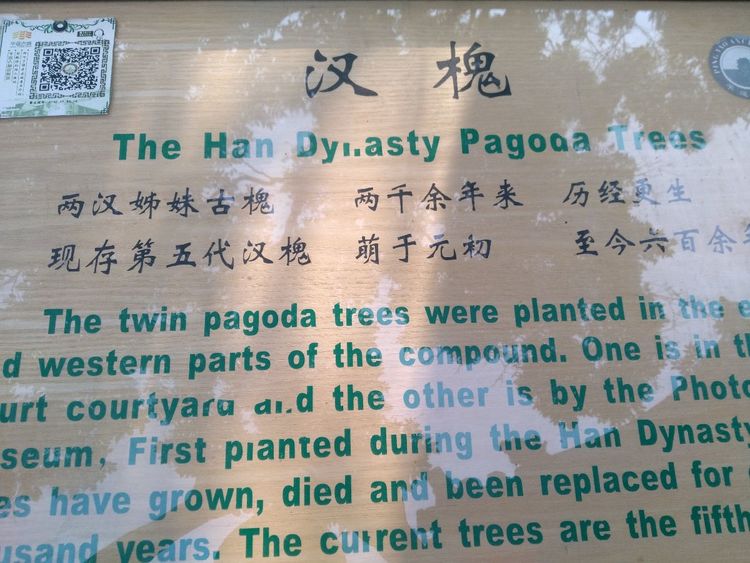 汉 槐
The Han Dynasty Pagoda Trees
两汉姊妹古槐 两千余年来 历经更生
现存第五代汉槐 萌于元初 至今六百余
The twin pagoda trees were planted in the
western parts of the compound. One is in
courtyard and the other is by the Photo
First planted during the Han Dynasty
have grown, died and been replaced for
years. The current trees are the fifth